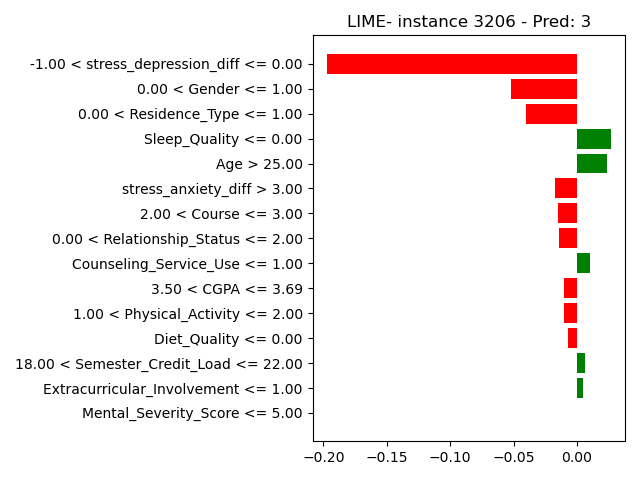 LIME- instance 3206 - Pred: 3
-1.00 < stress_depression_diff <= 0.00
0.00 < Gender <= 1.00
0.00 < Residence_Type <= 1.00
Sleep_Quality <= 0.00
Age > 25.00
stress_anxiety_diff > 3.00
2.00 < Course <= 3.00
0.00 < Relationship_Status <= 2.00
Counseling_Service_Use <= 1.00
3.50 < CGPA <= 3.69
1.00 < Physical_Activity <= 2.00
Diet_Quality <= 0.00
18.00 < Semester_Credit_Load <= 22.00
Extracurricular_Involvement <= 1.00
Mental_Severity_Score <= 5.00
−0.20 −0.15 −0.10 −0.05 0.00